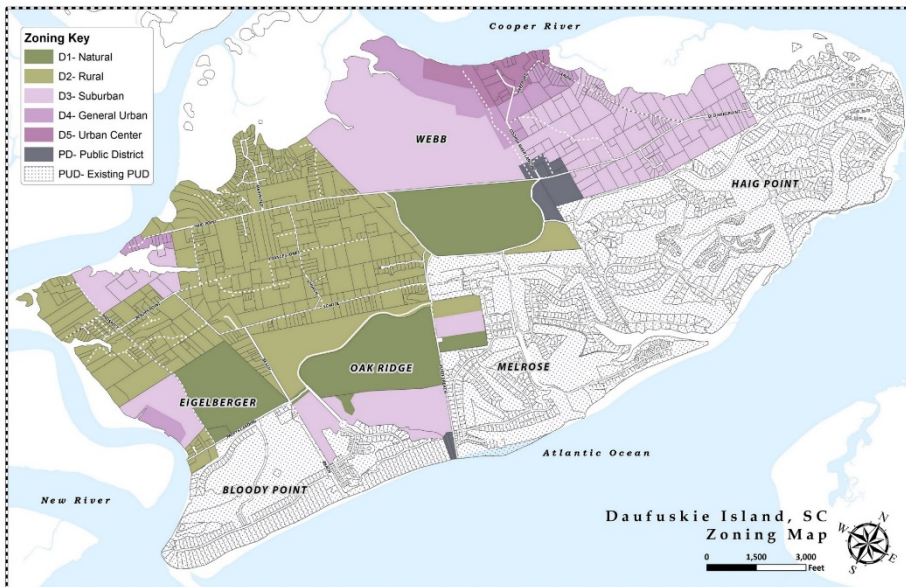 Cooper River
Zoning Key
D1- Natural
D2- Rural
D3- Suburban
D4- General Urban
D5- Urban Center
PD- Public District
PUD- Existing PUD
WEBB
HAIG POINT
OAK RIDGE
MELROSE
EIGELBERGER
BLOODY POINT
Atlantic Ocean
New River
Daufuskie Island, SC
Zoning Map
0 1,500 3,000
Feet
N
W
E
S